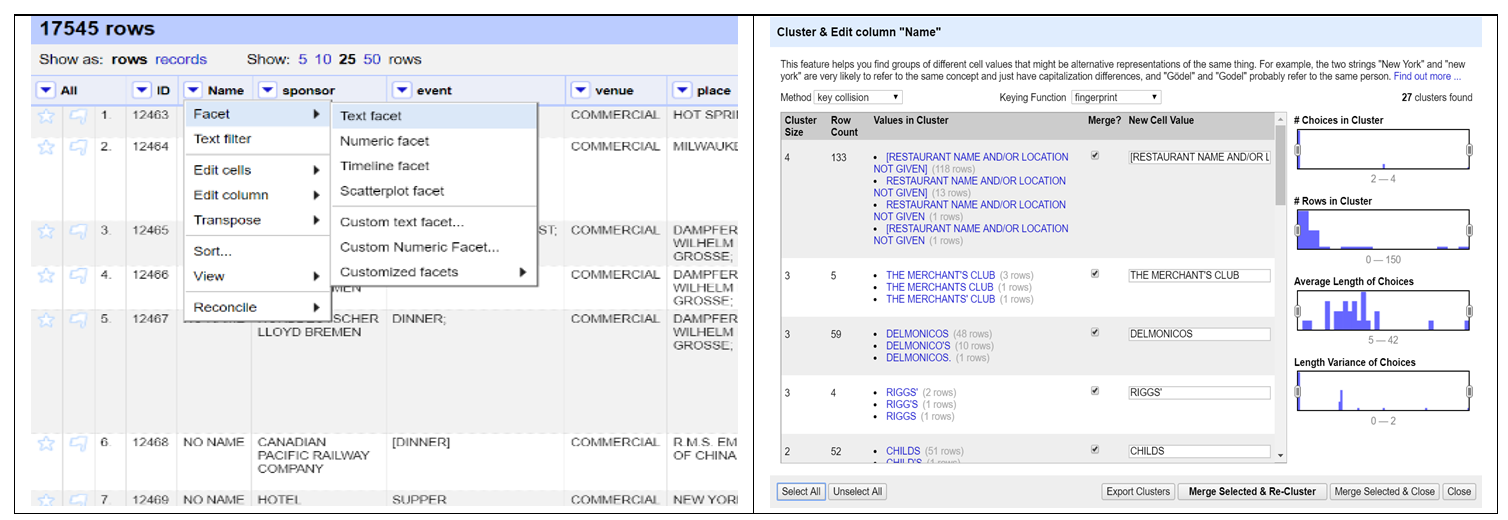 17545 rows
Show as: rows records Show: 5 10 25 50 rows
All ID Name sponsor event venue place
1. 12463 COMMERCIAL HOT SPRI
2. 12464 COMMERCIAL MILWAUKE
Facet
Text filter
Edit cells
Edit column
Transpose
Sort...
View
Reconcile
Text facet
Numeric facet
Timeline facet
Scatterplot facet
Custom text facet...
Custom Numeric Facet...
Customized facets
3. 12465 ST; COMMERCIAL DAMPFER
WILHELM
GROSSE;
4. 12466 COMMERCIAL DAMPFER
MEN WILHELM
GROSSE;
5. 12467 SCHER DINNER; COMMERCIAL DAMPFER
LLOYD BREMEN WILHELM
GROSSE;
6. 12468 NO NAME CANADIAN [DINNER] COMMERCIAL R.M.S. EM
PACIFIC RAILWAY OF CHINA
COMPANY
7. 12469 NO NAME HOTEL SUPPER COMMERCIAL NEW YOR
Cluster & Edit column "Name"
This feature helps you find groups of different cell values that might be alternative representations of the same thing. For example, the two strings "New York" and "new
york" are very likely to refer to the same concept and just have capitalization differences, and "Gödel" and "Godel" probably refer to the same person. Find out more ...
Method key collision Keying Function fingerprint 27 clusters found
Cluster Row Values in Cluster Merge? New Cell Value
Size Count
4 133 • [RESTAURANT NAME AND/OR LOCATION [RESTAURANT NAME AND/OR L
NOT GIVEN] (118 rows)
• RESTAURANT NAME AND/OR LOCATION
NOT GIVEN] (13 rows)
• RESTAURANT NAME AND/OR LOCATION
NOT GIVEN (1 rows)
• [RESTAURANT NAME AND/OR LOCATION
NOT GIVEN (1 rows)
3 5 • THE MERCHANT'S CLUB (3 rows) THE MERCHANT'S CLUB
• THE MERCHANTS CLUB (1 rows)
• THE MERCHANTS' CLUB (1 rows)
3 59 • DELMONICOS (48 rows) DELMONICOS
• DELMONICO'S (10 rows)
• DELMONICOS. (1 rows)
3 4 • RIGGS' (2 rows) RIGGS'
• RIGG'S (1 rows)
• RIGGS (1 rows)
2 52 • CHILDS (51 rows) CHILDS
• CHILD'S (1 rows)
# Choices in Cluster
2 — 4
# Rows in Cluster
0 — 150
Average Length of Choices
5 — 42
Length Variance of Choices
0 — 2
Select All Unselect All Export Clusters Merge Selected & Re-Cluster Merge Selected & Close Close